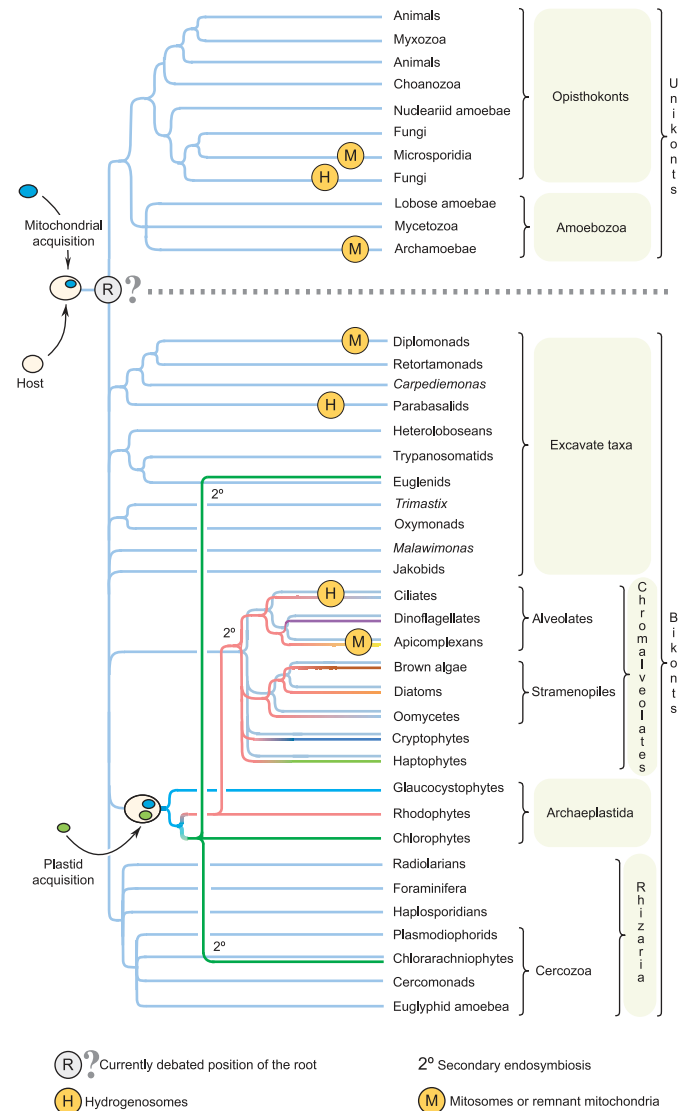 Animals
Myxozoa
Animals
Choanozoa
Nucleariid amoebae
Fungi
M
Microsporidia
H
Fungi
Opisthokonts
Lobose amoebae
Mycetozoa
M
Archamoebae
Amoebozoa
Unikonts
Mitochondrial
acquisition
R
?
Host
M
Diplomonads
Retortamonads
Carpediemonas
H
Parabasalids
Heteroloboseans
Trypanosomatids
Euglenids
2º
Trimastix
Oxymonads
Malawimonas
Jakobids
Excavate taxa
H
Ciliates
Dinoflagellates
2º
M
Apicomplexans
Alveolates
Brown algae
Diatoms
Oomycetes
Stramenopiles
Cryptophytes
Haptophytes
Chromalveolates
Bikonts
Glaucocystophytes
Rhodophytes
Chlorophytes
Archaeplastida
Plastid
acquisition
Radiolarians
Foraminifera
Haplosporidians
Plasmodiophorids
2º
Chlorarachniophytes
Cercomonads
Euglyphid amoebea
Cercozoa
Rhizaria
R ? Currently debated position of the root
2º Secondary endosymbiosis
H Hydrogenosomes
M Mitosomes or remnant mitochondria